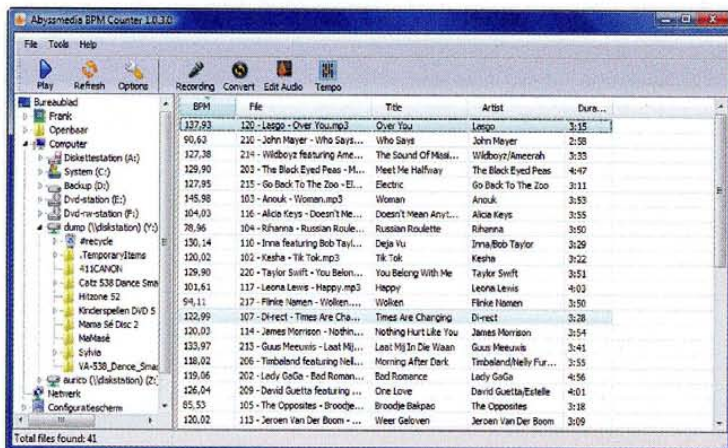 Abyssmedia BPM Counter 1.0.3.0
File Tools Help
Play Refresh Options Recording Convert Edit Audio Tempo
Bureaublad
Frank
Openbaar
Computer
Diskettestation (A:)
System (C:)
Backup (D:)
Dvd-station (E:)
Dvd-rw-station (F:)
dump (\\diskstation) (Y:)
#recycle
.TemporaryItems
411CANON
Catz 538 Dance Sma
Hitzone 52
Kinderspellen DVD 5
Mama Sé Disc 2
MaMasé
Sylvia
VA-538_Dance_Smas
aurico (\\diskstation) (Z:)
Netwerk
Configuratiescherm
BPM File Title Artist Dura...
137,93 120 - Lasgo - Over You.mp3 Over You Lasgo 3:15
90,63 210 - John Mayer - Who Says... Who Says John Mayer 2:58
127,38 214 - Wildboyz featuring Ame... The Sound Of Missi... Wildboyz/Ameerah 3:33
129,90 203 - The Black Eyed Peas - M... Meet Me Halfway The Black Eyed Peas 4:47
127,95 215 - Go Back To The Zoo - El... Electric Go Back To The Zoo 3:11
145,98 103 - Anouk - Woman.mp3 Woman Anouk 3:53
104,03 116 - Alicia Keys - Doesn't Me... Doesn't Mean Anyt... Alicia Keys 3:55
78,96 104 - Rihanna - Russian Roule... Russian Roulette Rihanna 3:50
130,14 110 - Inna featuring Bob Tayl... Deja Vu Inna/Bob Taylor 3:29
120,02 102 - Kesha - Tik Tok.mp3 Tik Tok Kesha 3:22
129,90 220 - Taylor Swift - You Belon... You Belong With Me Taylor Swift 3:51
101,61 117 - Leona Lewis - Happy.mp3 Happy Leona Lewis 4:03
94,11 217 - Flinke Namen - Wolken.... Wolken Flinke Namen 3:50
122,99 107 - Di-rect - Times Are Cha... Times Are Changing Di-rect 3:28
120,03 114 - James Morrison - Nothin... Nothing Hurt Like You James Morrison 3:54
133,97 213 - Guus Meeuwis - Laat Mij... Laat Mij In Die Waan Guus Meeuwis 3:41
118,02 206 - Timbaland featuring Nell... Morning After Dark Timbaland/Nelly Fur... 3:55
119,06 202 - Lady GaGa - Bad Roman... Bad Romance Lady GaGa 4:56
126,04 209 - David Guetta featuring ... One Love David Guetta/Estelle 4:01
85,53 105 - The Opposites - Broodje... Broodje Bakpao The Opposites 3:18
120,02 113 - Jeroen Van Der Boom - ... Weer Geloven Jeroen Van Der Boom 3:09
Total files found: 41